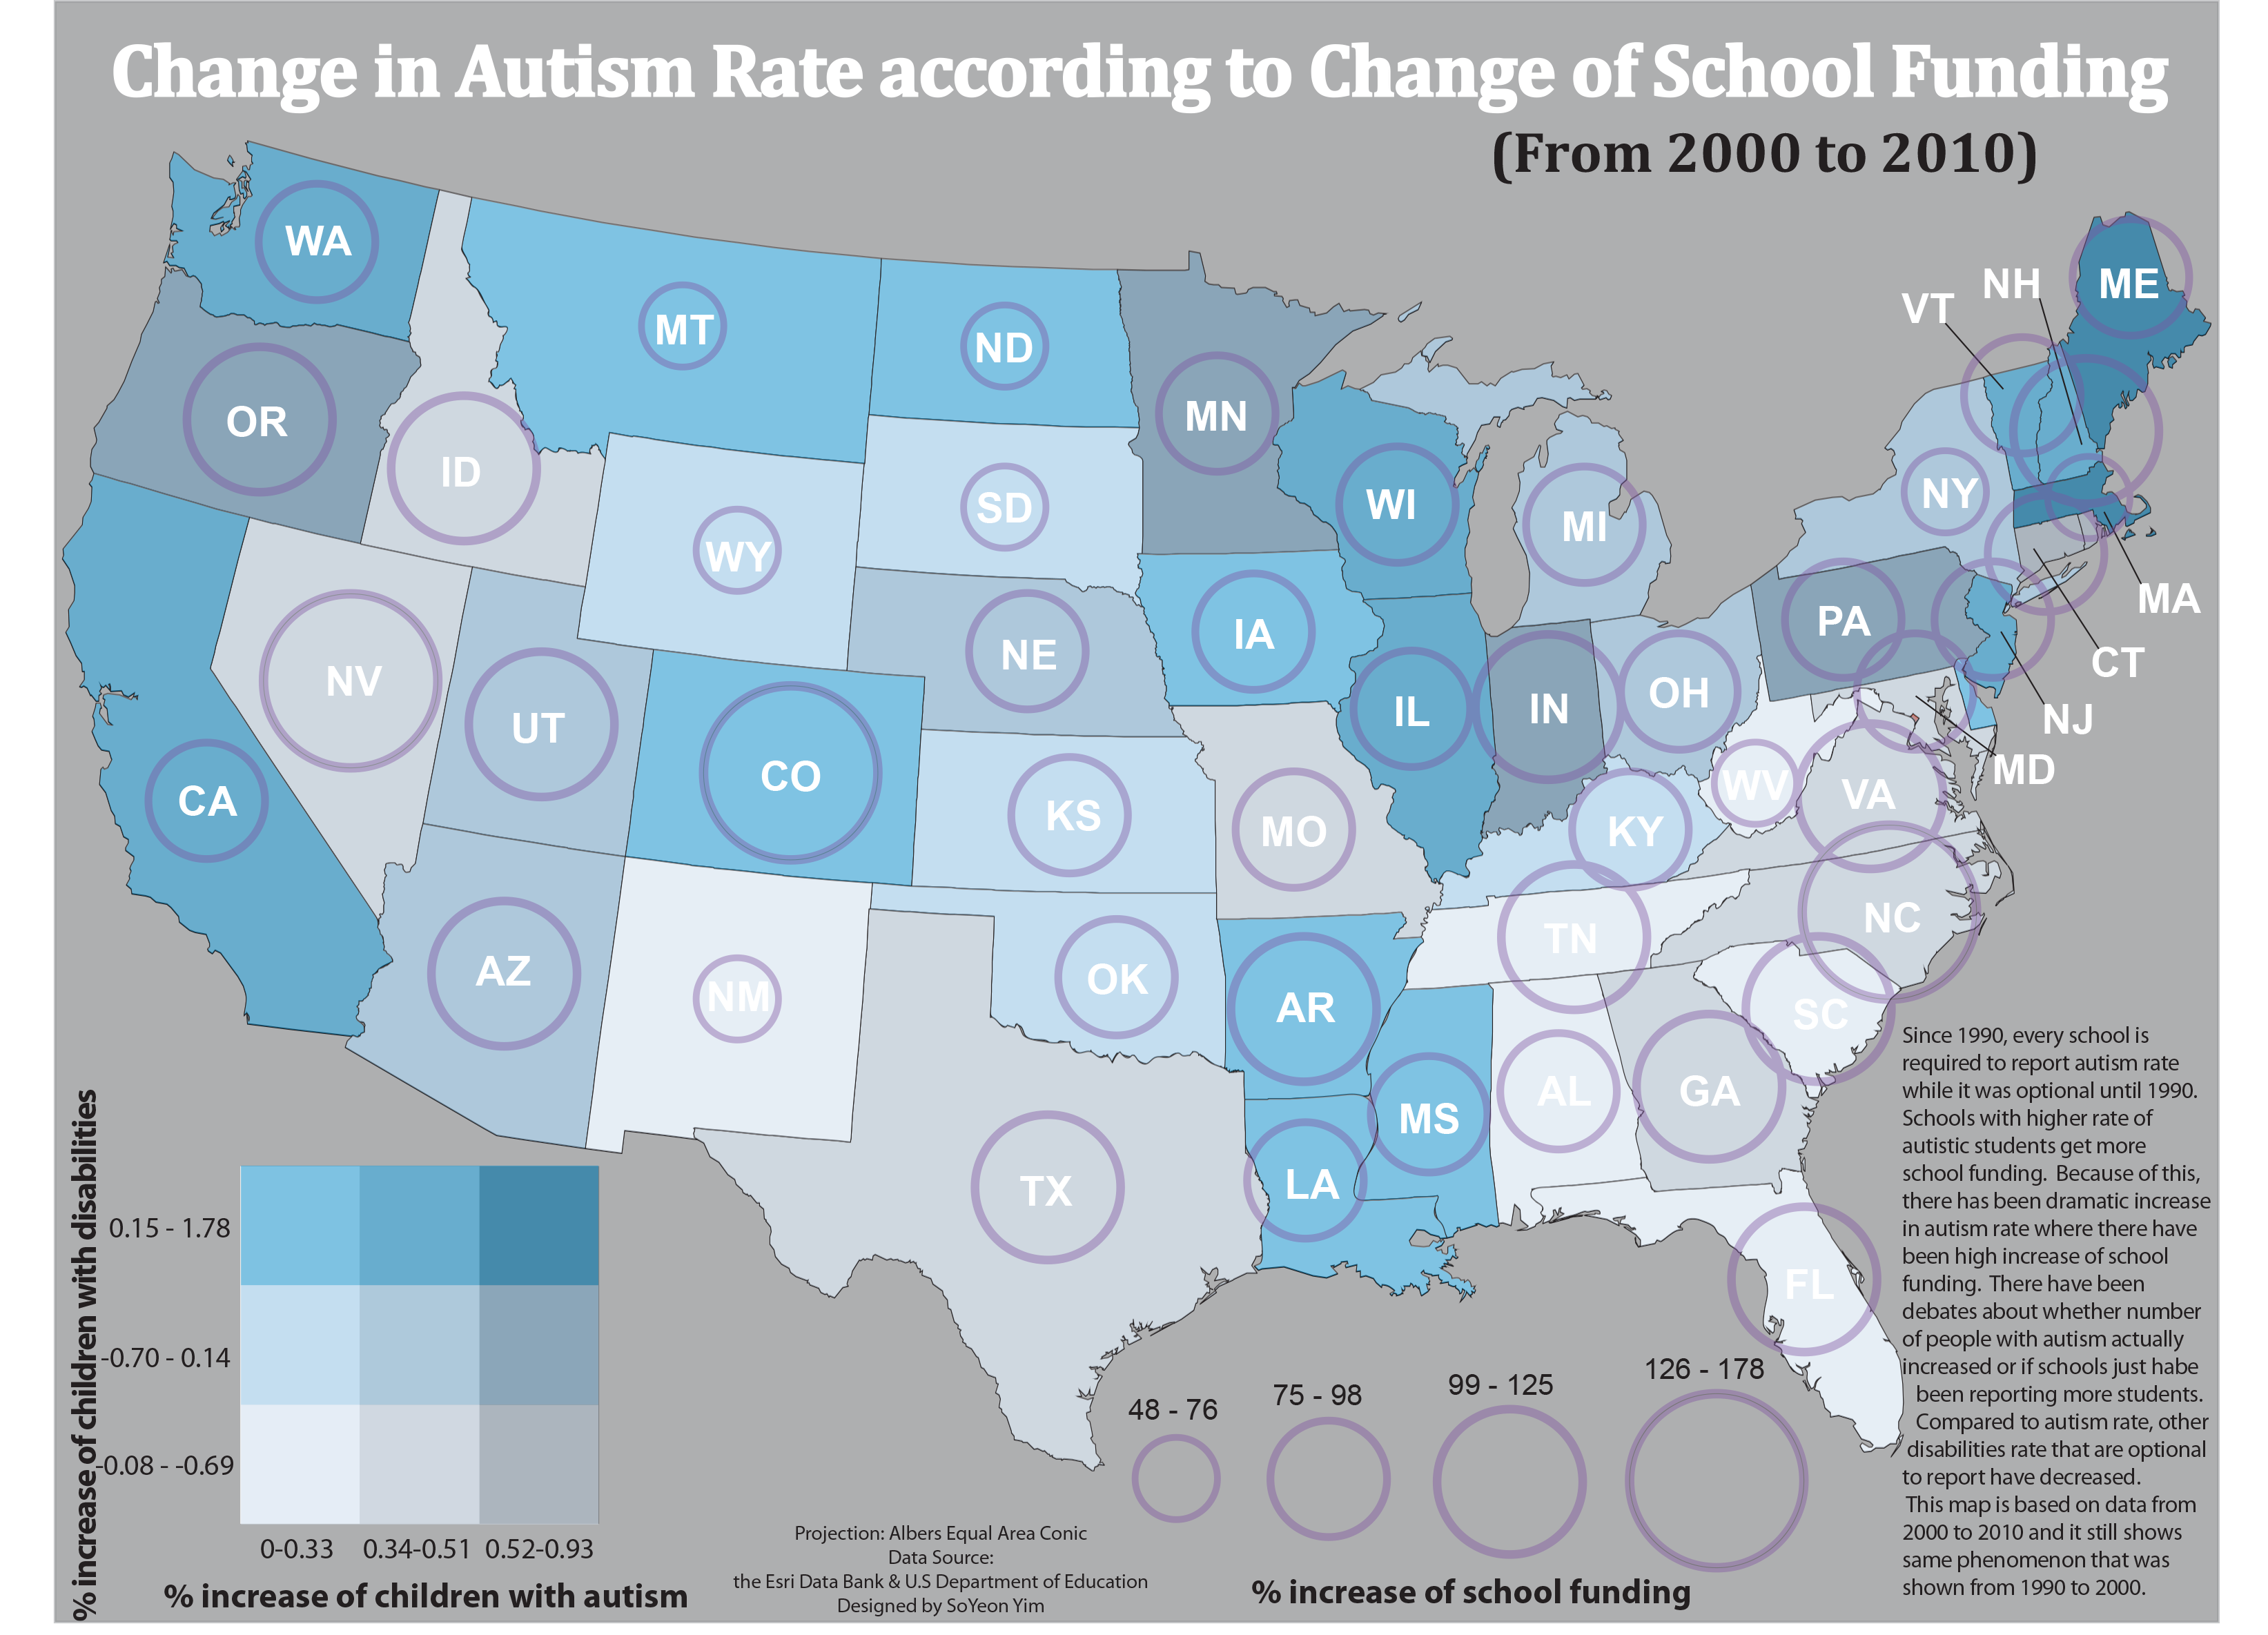 Change in Autism Rate according to Change of School Funding
(From 2000 to 2010)
WA
MT
ND
MN
ME
NH
VT
OR
ID
WY
SD
WI
MI
NY
MA
CT
NJ
MD
PA
NV
UT
CO
NE
IA
IL
IN
OH
WV
VA
CA
KS
MO
KY
NC
TN
SC
AZ
NM
OK
AR
MS
AL
GA
TX
LA
FL
% increase of children with disabilities
0.15 - 1.78
-0.70 - 0.14
-0.08 - -0.69
0-0.33 0.34-0.51 0.52-0.93
% increase of children with autism
Projection: Albers Equal Area Conic
Data Source:
the Esri Data Bank & U.S Department of Education
Designed by SoYeon Yim
48 - 76
75 - 98
99 - 125
126 - 178
% increase of school funding
Since 1990, every school is
required to report autism rate
while it was optional until 1990.
Schools with higher rate of
autistic students get more
school funding. Because of this,
there has been dramatic increase
in autism rate where there have
been high increase of school
funding. There have been
debates about whether number
of people with autism actually
increased or if schools just habe
been reporting more students.
Compared to autism rate, other
disabilities rate that are optional
to report have decreased.
This map is based on data from
2000 to 2010 and it still shows
same phenomenon that was
shown from 1990 to 2000.